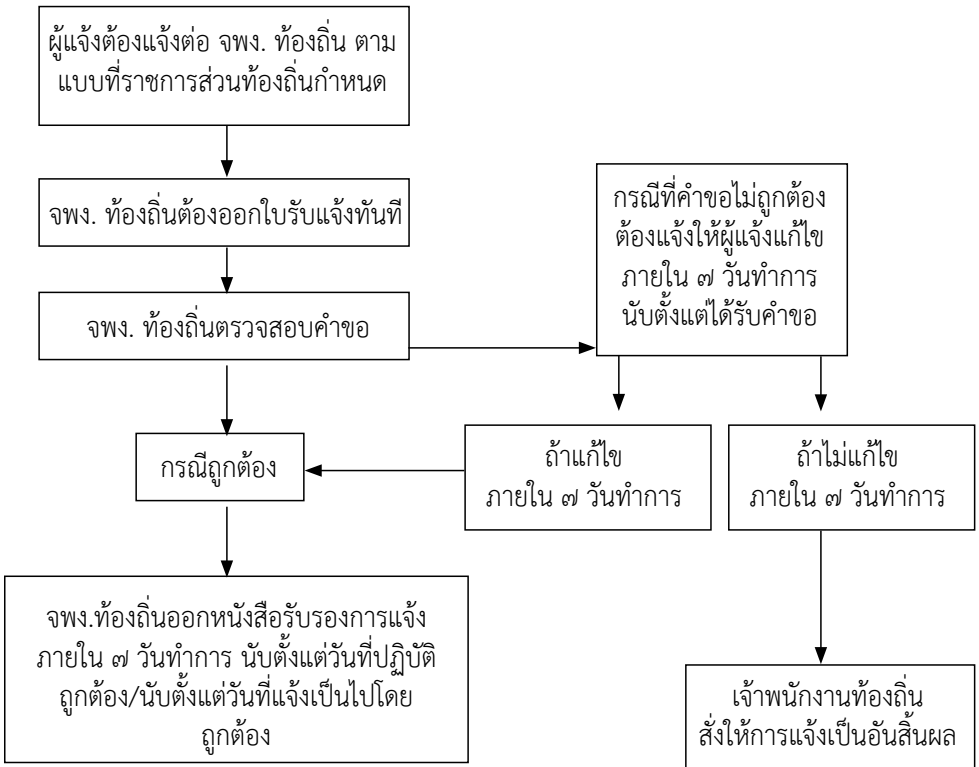 ผู้แจ้งต้องแจ้งต่อ จพง. ท้องถิ่น ตาม
แบบที่ราชการส่วนท้องถิ่นกำหนด
จพง. ท้องถิ่นต้องออกใบรับแจ้งทันที
จพง. ท้องถิ่นตรวจสอบคำขอ
กรณีที่คำขอไม่ถูกต้อง
ต้องแจ้งให้ผู้แจ้งแก้ไข
ภายใน ๗ วันทำการ
นับตั้งแต่ได้รับคำขอ
กรณีถูกต้อง
ถ้าแก้ไข
ภายใน ๗ วันทำการ
ถ้าไม่แก้ไข
ภายใน ๗ วันทำการ
จพง.ท้องถิ่นออกหนังสือรับรองการแจ้ง
ภายใน ๗ วันทำการ นับตั้งแต่วันที่ปฏิบัติ
ถูกต้อง/นับตั้งแต่วันที่แจ้งเป็นไปโดย
ถูกต้อง
เจ้าพนักงานท้องถิ่น
สั่งให้การแจ้งเป็นอันสิ้นผล